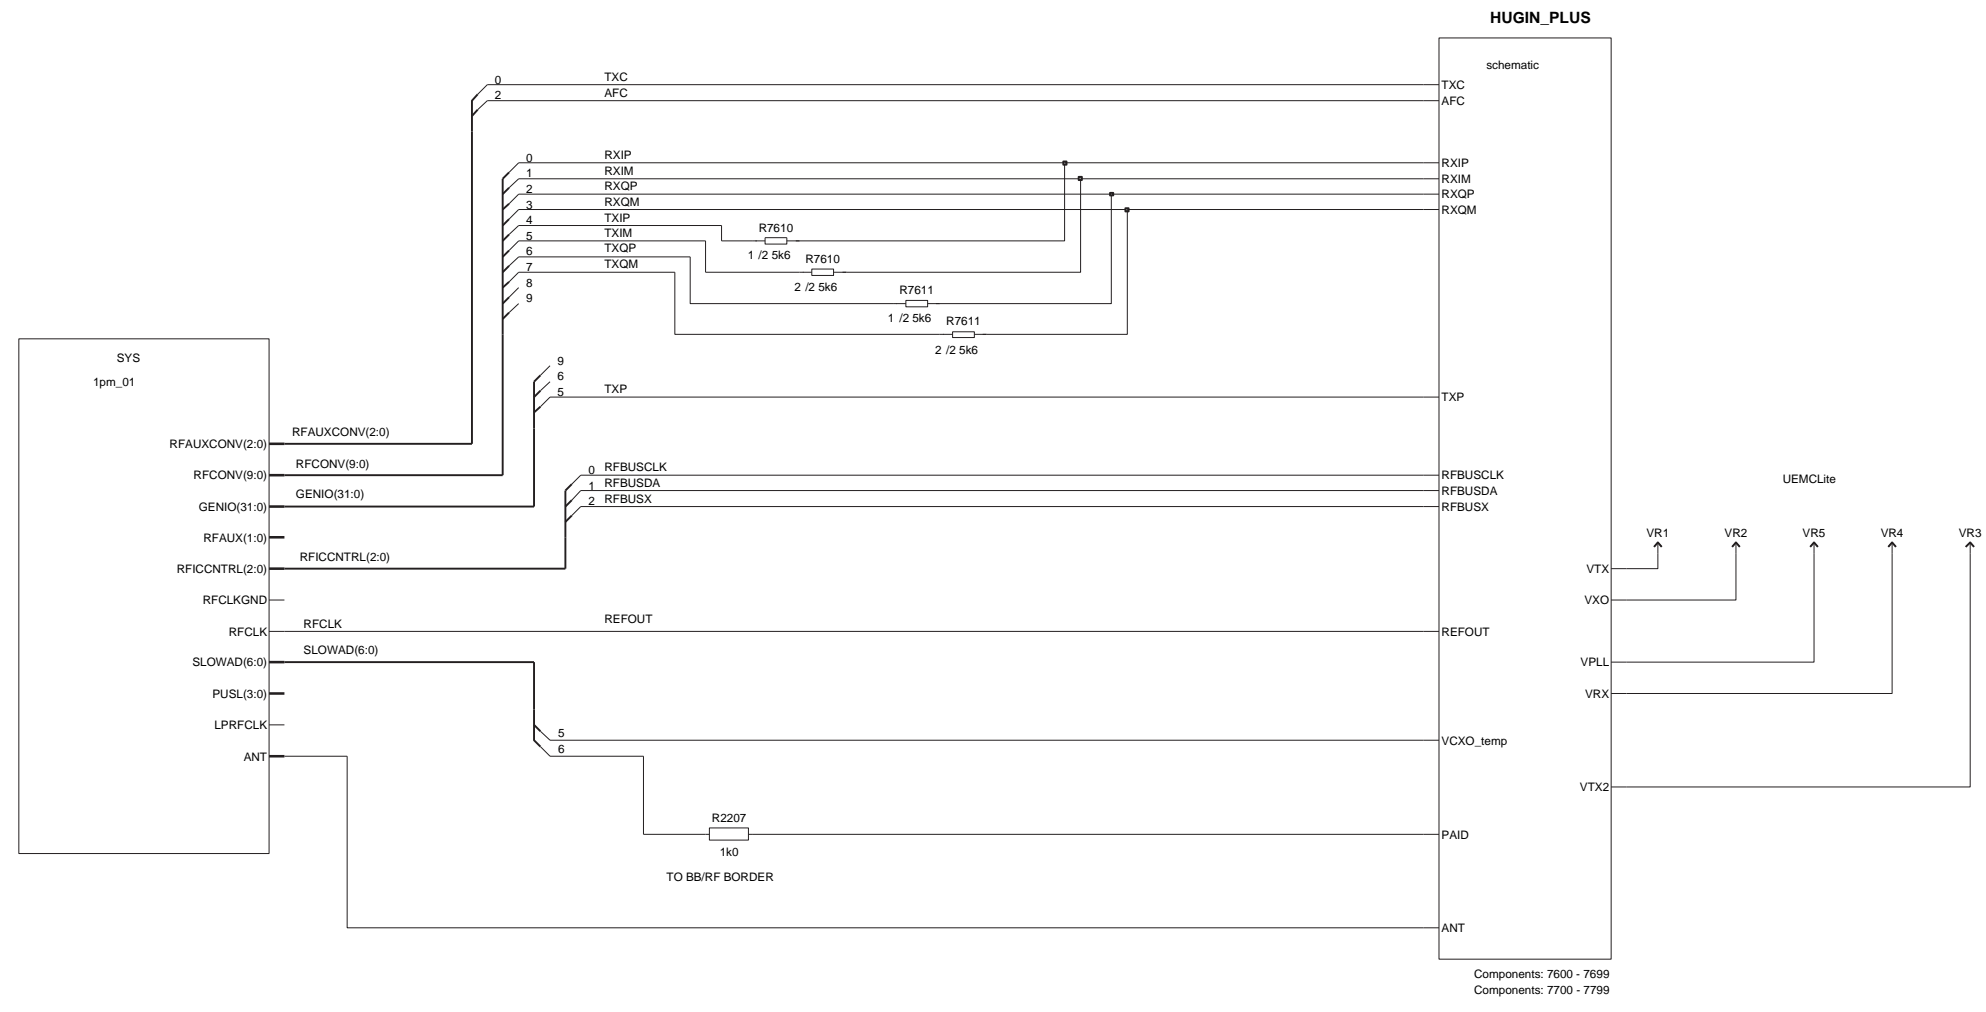 HUGIN_PLUS
schematic
0 TXC TXC
2 AFC AFC
0 RXIP RXIP
1 RXIM RXIM
2 RXQP RXQP
3 RXQM RXQM
4 TXIP
R7610
1 /2 5k6
5 TXIM
R7610
2 /2 5k6
6 TXQP
R7611
1 /2 5k6
7 TXQM
R7611
2 /2 5k6
8
9
SYS
1pm_01
9
6
5 TXP TXP
RFAUXCONV(2:0) RFAUXCONV(2:0)
RFCONV(9:0) RFCONV(9:0)
GENIO(31:0) GENIO(31:0)
RFAUX(1:0)
RFICCNTRL(2:0) RFICCNTRL(2:0)
RFCLKGND
RFCLK RFCLK REFOUT REFOUT
SLOWAD(6:0) SLOWAD(6:0)
PUSL(3:0)
LPRFCLK
ANT
0 RFBUSCLK RFBUSCLK
1 RFBUSDA RFBUSDA
2 RFBUSX RFBUSX
UEMCLite
VR1 VR2 VR5 VR4 VR3
VTX
VXO
VPLL
VRX
5 VCXO_temp
6
VTX2
R2207
1k0
PAID
TO BB/RF BORDER
ANT
Components: 7600 - 7699
Components: 7700 - 7799